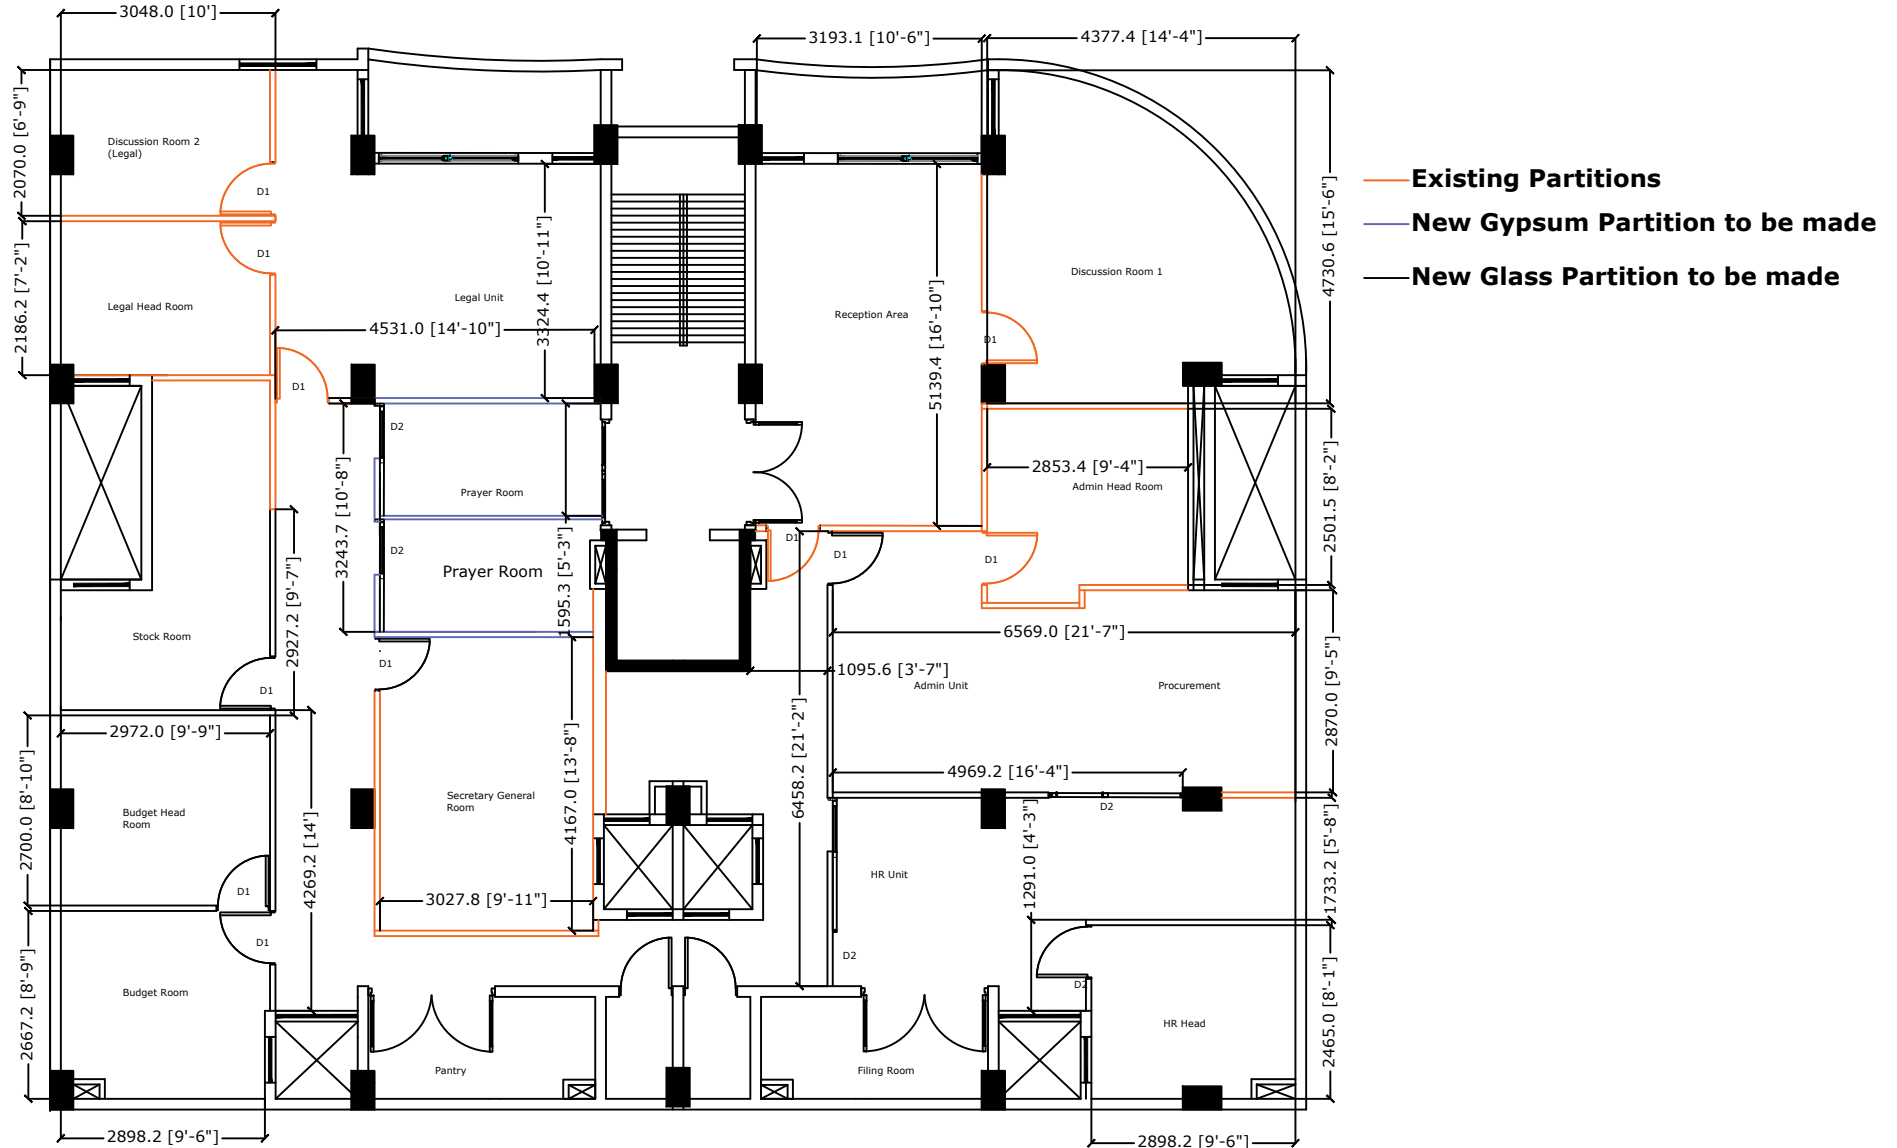 3048.0 [10']
3193.1 [10'-6"]
4377.4 [14'-4"]
2070.0 [6'-9"]
Discussion Room 2
(Legal)
D1
D1
2186.2 [7'-2"]
Legal Head Room
Legal Unit
3324.4 [10'-11"]
4531.0 [14'-10"]
D1
Reception Area
5139.4 [16'-10"]
Discussion Room 1
D1
4730.6 [15'-6"]
Existing Partitions
New Gypsum Partition to be made
New Glass Partition to be made
D2
Prayer Room
3243.7 [10'-8"]
D2
Prayer Room
1595.3 [5'-3"]
2853.4 [9'-4"]
Admin Head Room
2501.5 [8'-2"]
D1
D1
D1
2927.2 [9'-7"]
Stock Room
D1
D1
6569.0 [21'-7"]
1095.6 [3'-7"]
Admin Unit
Procurement
2870.0 [9'-5"]
2972.0 [9'-9"]
2700.0 [8'-10"]
Budget Head
Room
D1
4269.2 [14']
Secretary General
Room
4167.0 [13'-8"]
3027.8 [9'-11"]
6458.2 [21'-2"]
4969.2 [16'-4"]
D2
HR Unit
1291.0 [4'-3"]
1733.2 [5'-8"]
D1
D2
D2
Budget Room
2667.2 [8'-9"]
HR Head
2465.0 [8'-1"]
Pantry
Filing Room
2898.2 [9'-6"]
2898.2 [9'-6"]